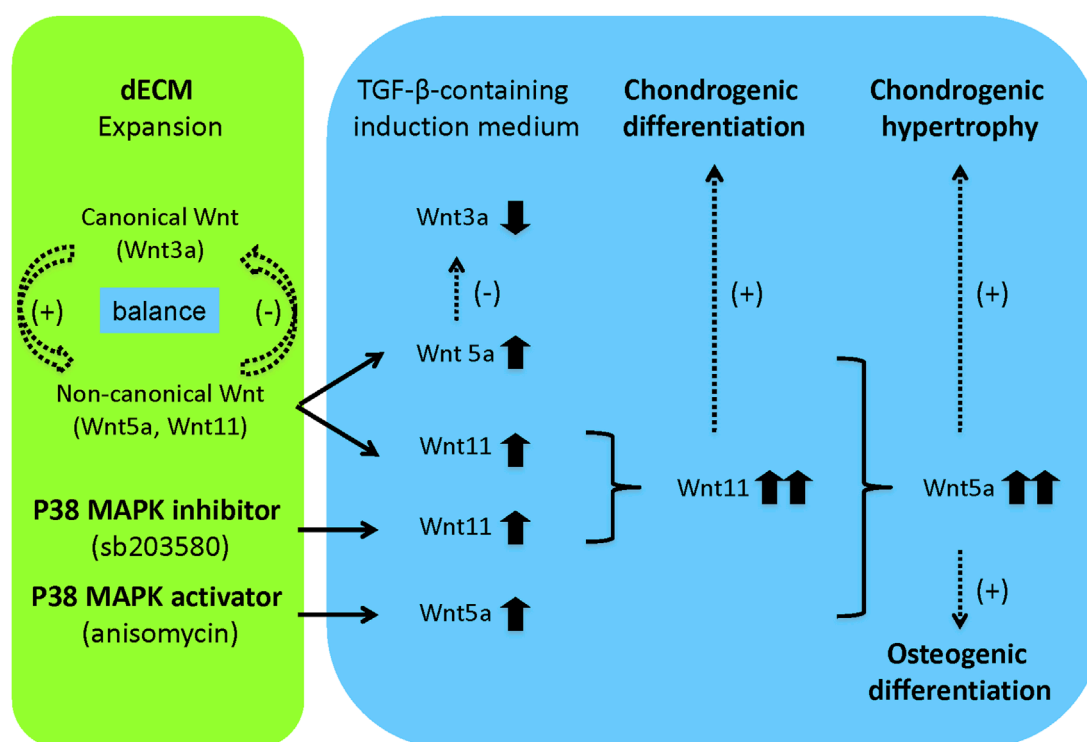 dECM
Expansion
Canonical Wnt
(Wnt3a)
(+)
balance
(-)
Non-canonical Wnt
(Wnt5a, Wnt11)
P38 MAPK inhibitor
(sb203580)
P38 MAPK activator
(anisomycin)
TGF-β-containing
induction medium
Wnt3a
(-)
Wnt 5a
Wnt11
Wnt11
Wnt5a
Chondrogenic
differentiation
(+)
Wnt11
Chondrogenic
hypertrophy
(+)
Wnt5a
(+)
Osteogenic
differentiation